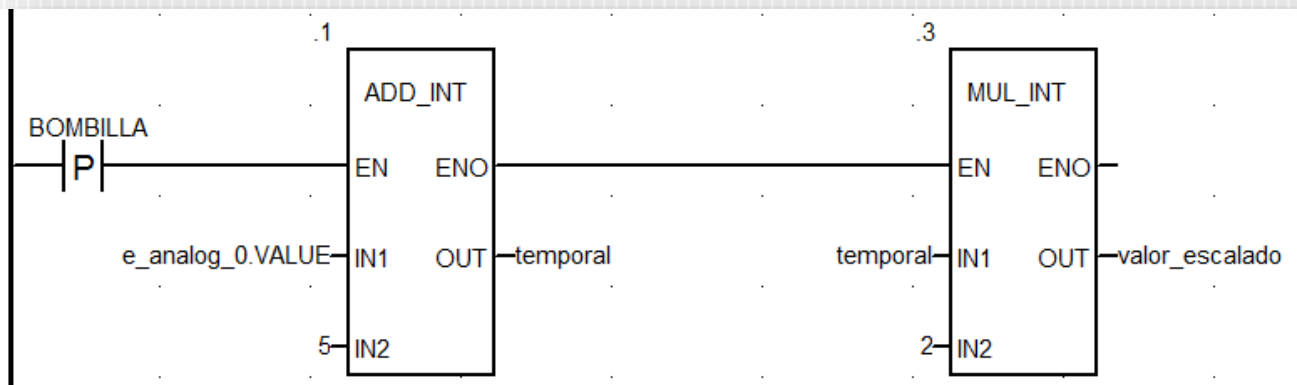 .1 .3
ADD_INT MUL_INT
BOMBILLA
P EN ENO EN ENO
e_analog_0.VALUE IN1 OUT temporal temporal IN1 OUT valor_escalado
5 IN2 2 IN2